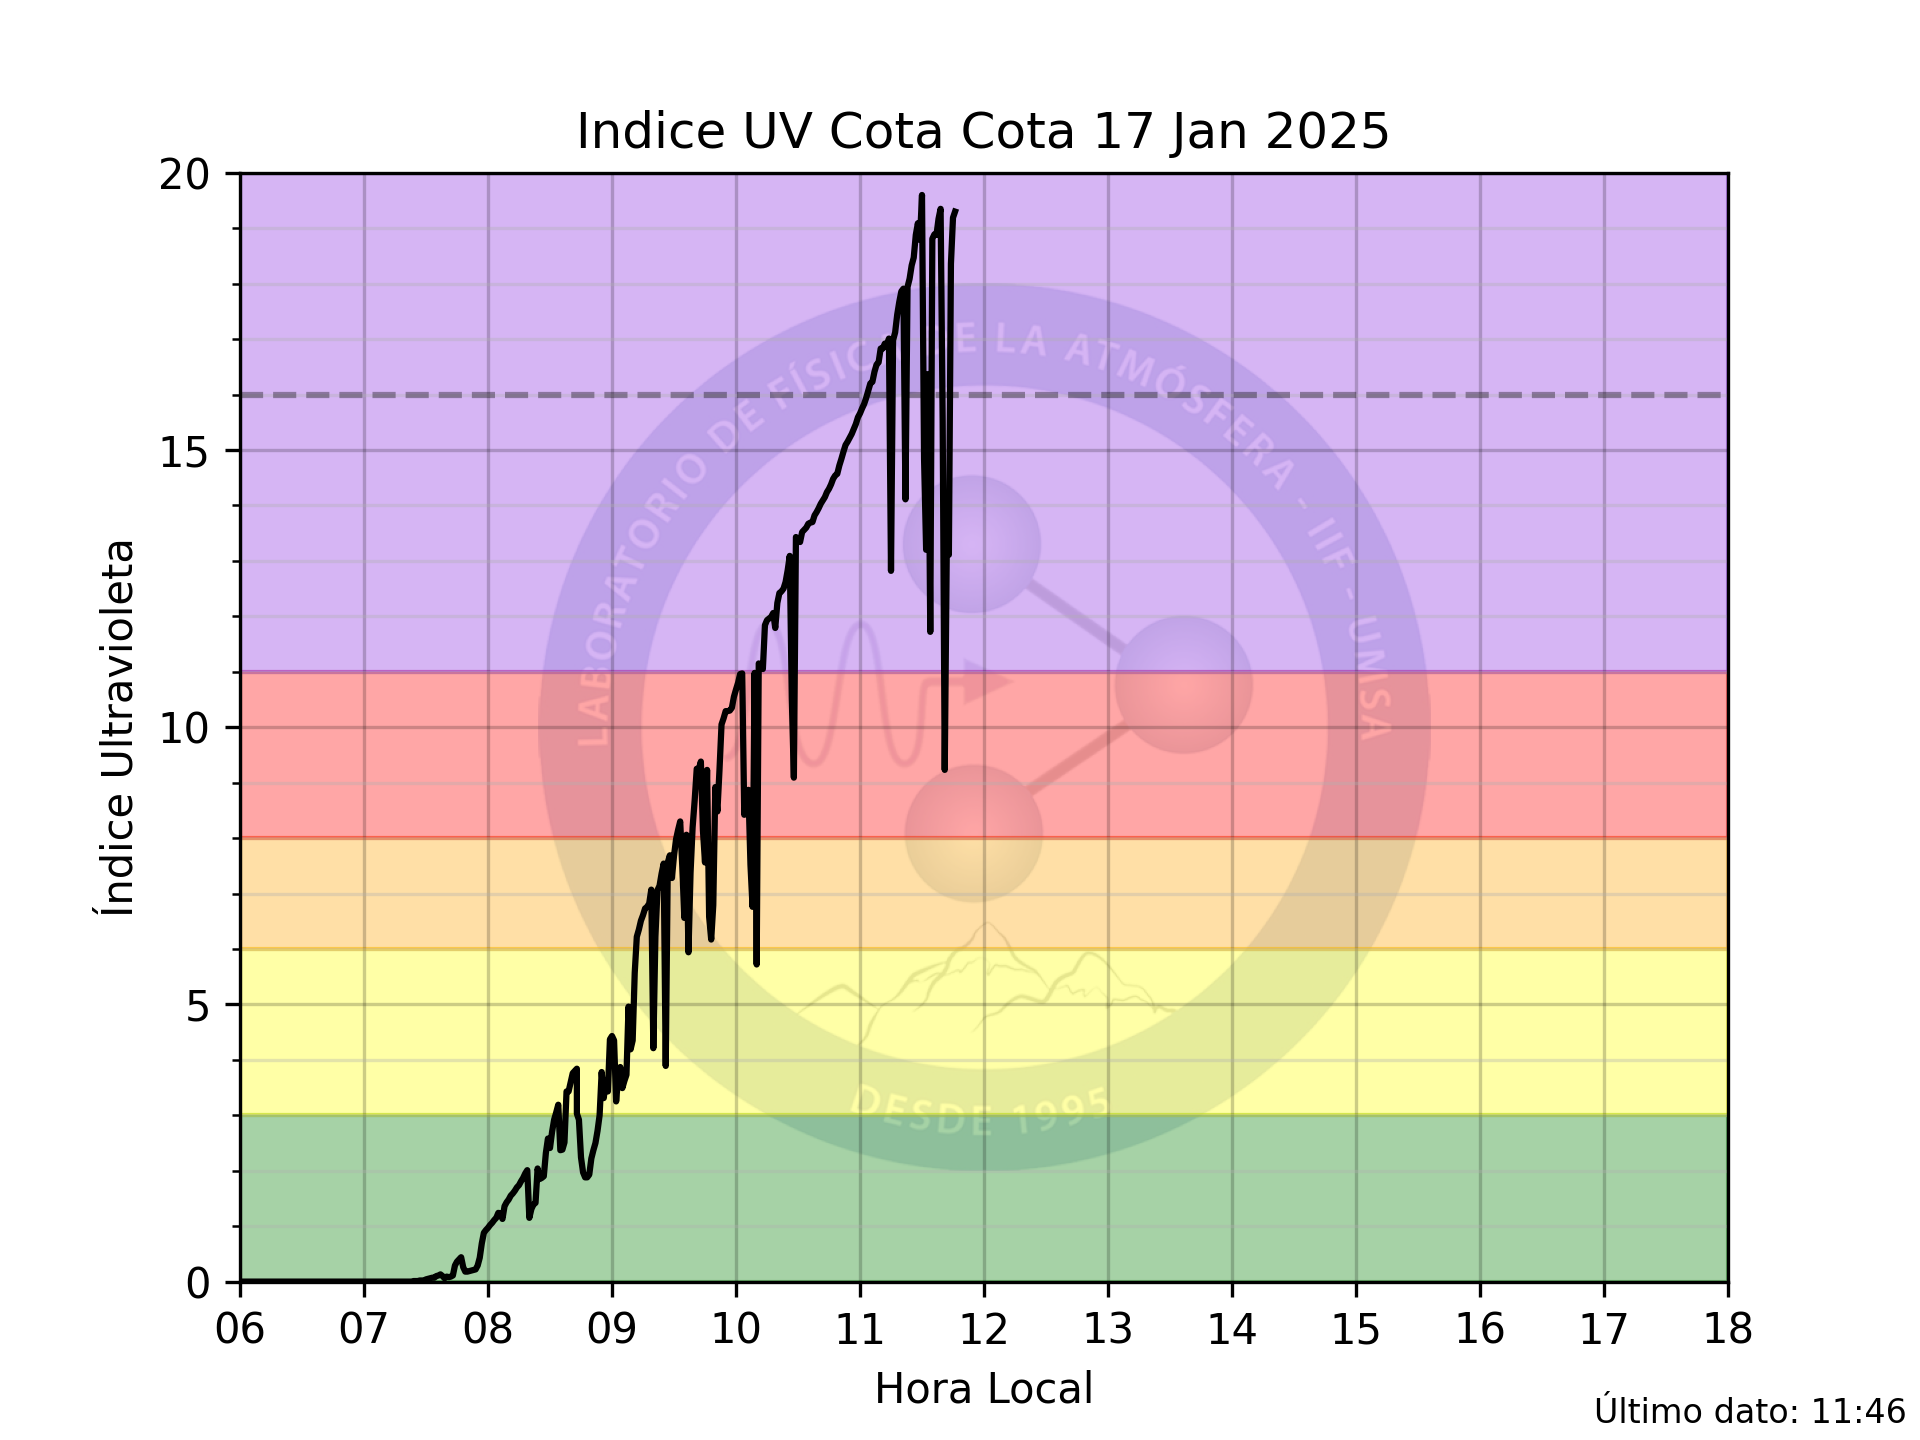 Indice UV Cota Cota 17 Jan 2025
20
15
10
5
0
Índice Ultravioleta
LABORATORIO DE FÍSICA DE LA ATMÓSFERA - IIF - UMSA
DESDE 1995
06 07 08 09 10 11 12 13 14 15 16 17 18
Hora Local
Último dato: 11:46